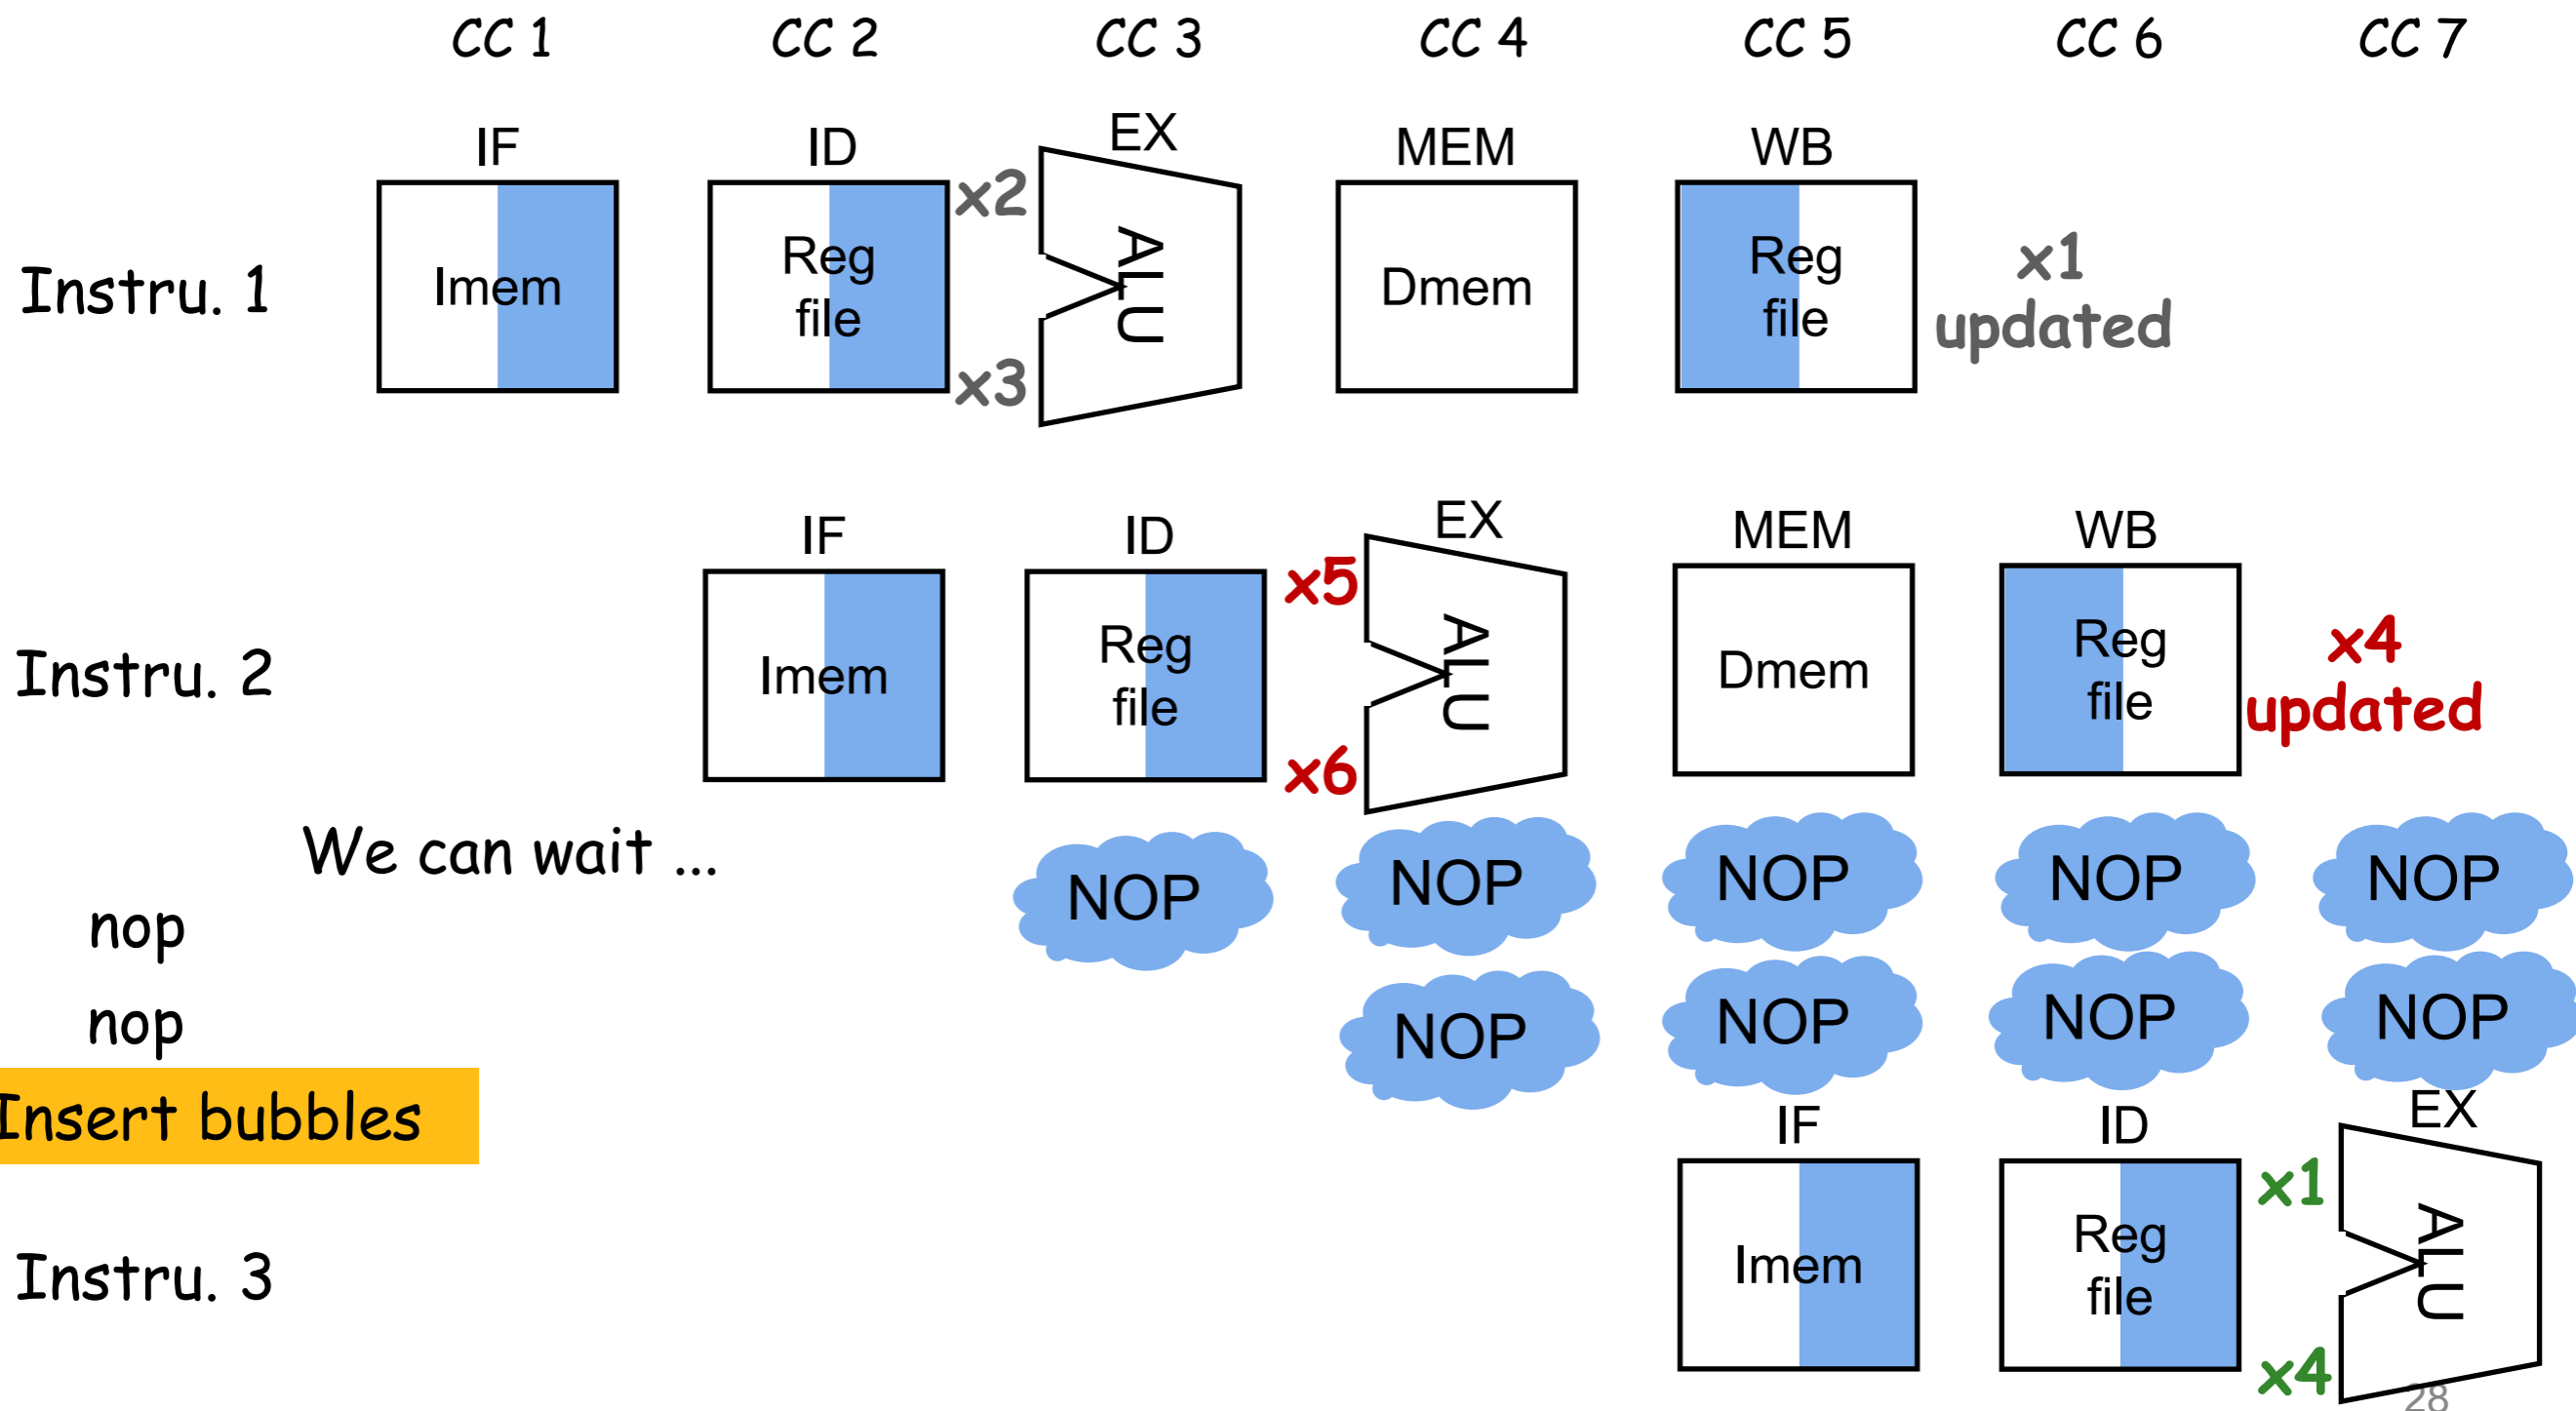 CC 1 CC 2 CC 3 CC 4 CC 5 CC 6 CC 7
IF ID EX MEM WB
Instru. 1
Imem
Reg
file
x2
x3
ALU
Dmem
Reg
file
x1
updated
IF ID EX MEM WB
Instru. 2
Imem
Reg
file
x5
x6
ALU
Dmem
Reg
file
x4
updated
We can wait ...
nop
NOP NOP NOP NOP NOP
nop
NOP NOP NOP NOP
Insert bubbles
IF ID EX
Instru. 3
Imem
Reg
file
x1
x4
ALU
28